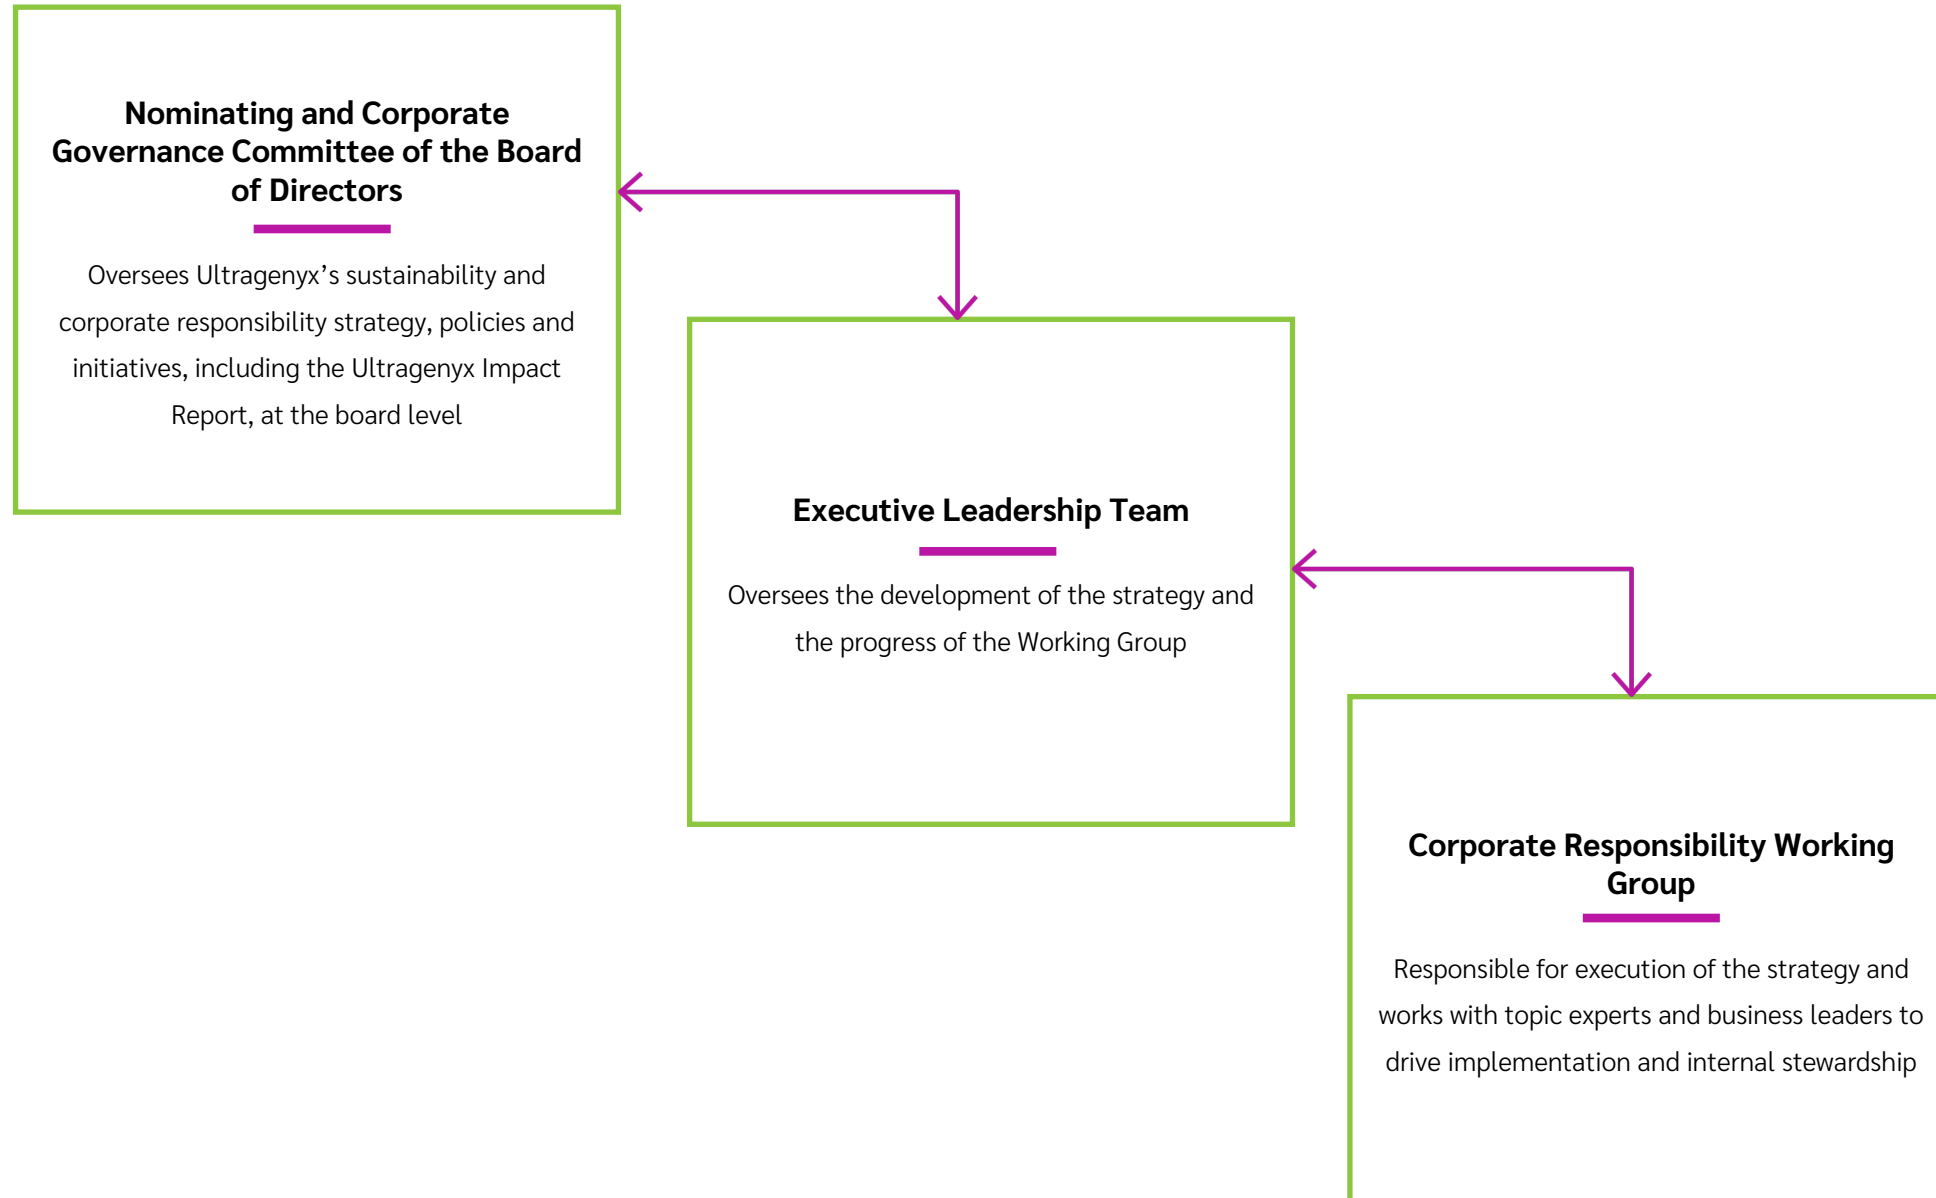 Nominating and Corporate
Governance Committee of the Board
of Directors
Oversees Ultragenyx’s sustainability and
corporate responsibility strategy, policies and
initiatives, including the Ultragenyx Impact
Report, at the board level
Executive Leadership Team
Oversees the development of the strategy and
the progress of the Working Group
Corporate Responsibility Working
Group
Responsible for execution of the strategy and
works with topic experts and business leaders to
drive implementation and internal stewardship